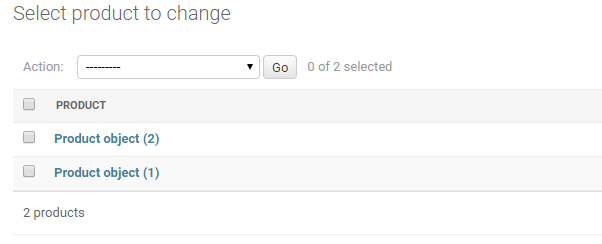 Select product to change
Action: --------- Go 0 of 2 selected
PRODUCT
Product object (2)
Product object (1)
2 products